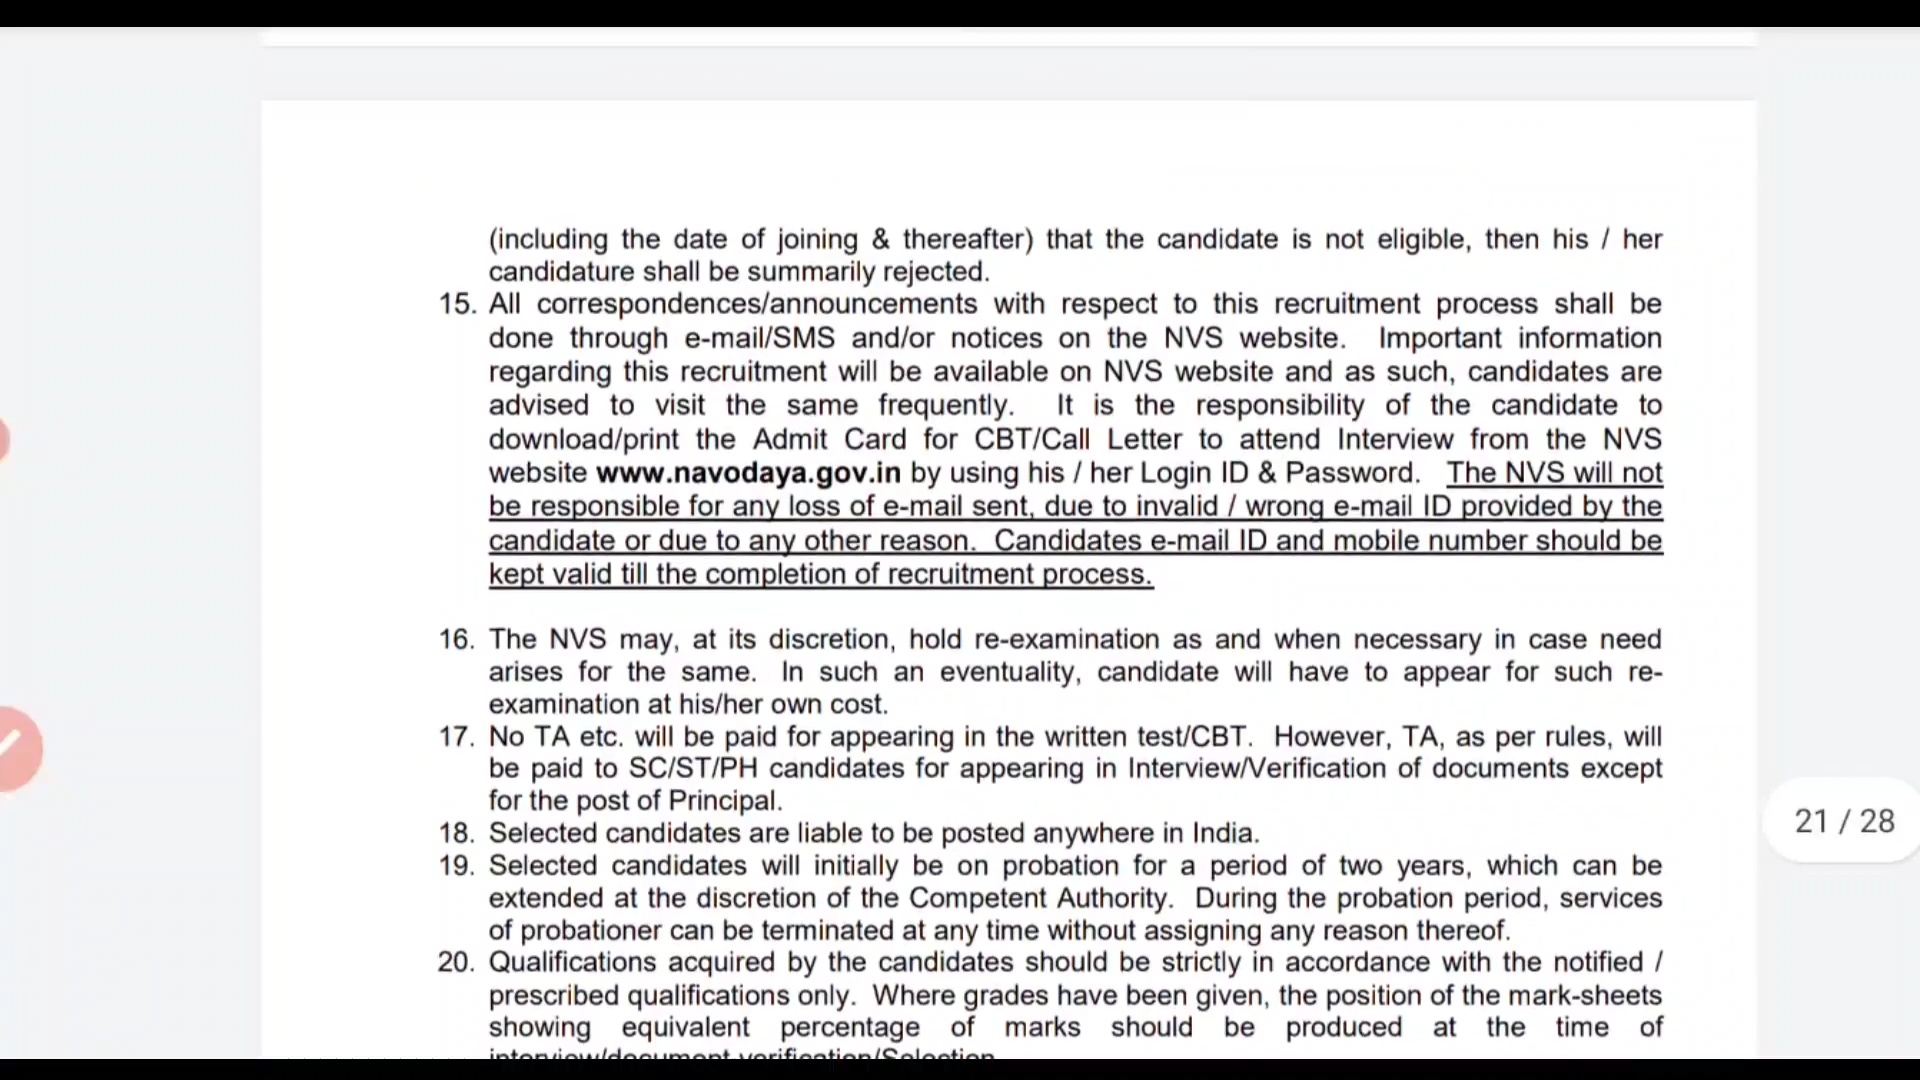 (including the date of joining & thereafter) that the candidate is not eligible, then his / her
candidature shall be summarily rejected.
15. All correspondences/announcements with respect to this recruitment process shall be
done through e-mail/SMS and/or notices on the NVS website. Important information
regarding this recruitment will be available on NVS website and as such, candidates are
advised to visit the same frequently. It is the responsibility of the candidate to
download/print the Admit Card for CBT/Call Letter to attend Interview from the NVS
website www.navodaya.gov.in by using his / her Login ID & Password. The NVS will not
be responsible for any loss of e-mail sent, due to invalid / wrong e-mail ID provided by the
candidate or due to any other reason. Candidates e-mail ID and mobile number should be
kept valid till the completion of recruitment process.
16. The NVS may, at its discretion, hold re-examination as and when necessary in case need
arises for the same. In such an eventuality, candidate will have to appear for such re-
examination at his/her own cost.
17. No TA etc. will be paid for appearing in the written test/CBT. However, TA, as per rules, will
be paid to SC/ST/PH candidates for appearing in Interview/Verification of documents except
for the post of Principal.
18. Selected candidates are liable to be posted anywhere in India.
21 / 28
19. Selected candidates will initially be on probation for a period of two years, which can be
extended at the discretion of the Competent Authority. During the probation period, services
of probationer can be terminated at any time without assigning any reason thereof.
20. Qualifications acquired by the candidates should be strictly in accordance with the notified /
prescribed qualifications only. Where grades have been given, the position of the mark-sheets
showing equivalent percentage of marks should be produced at the time of
interview/document verification/Selection